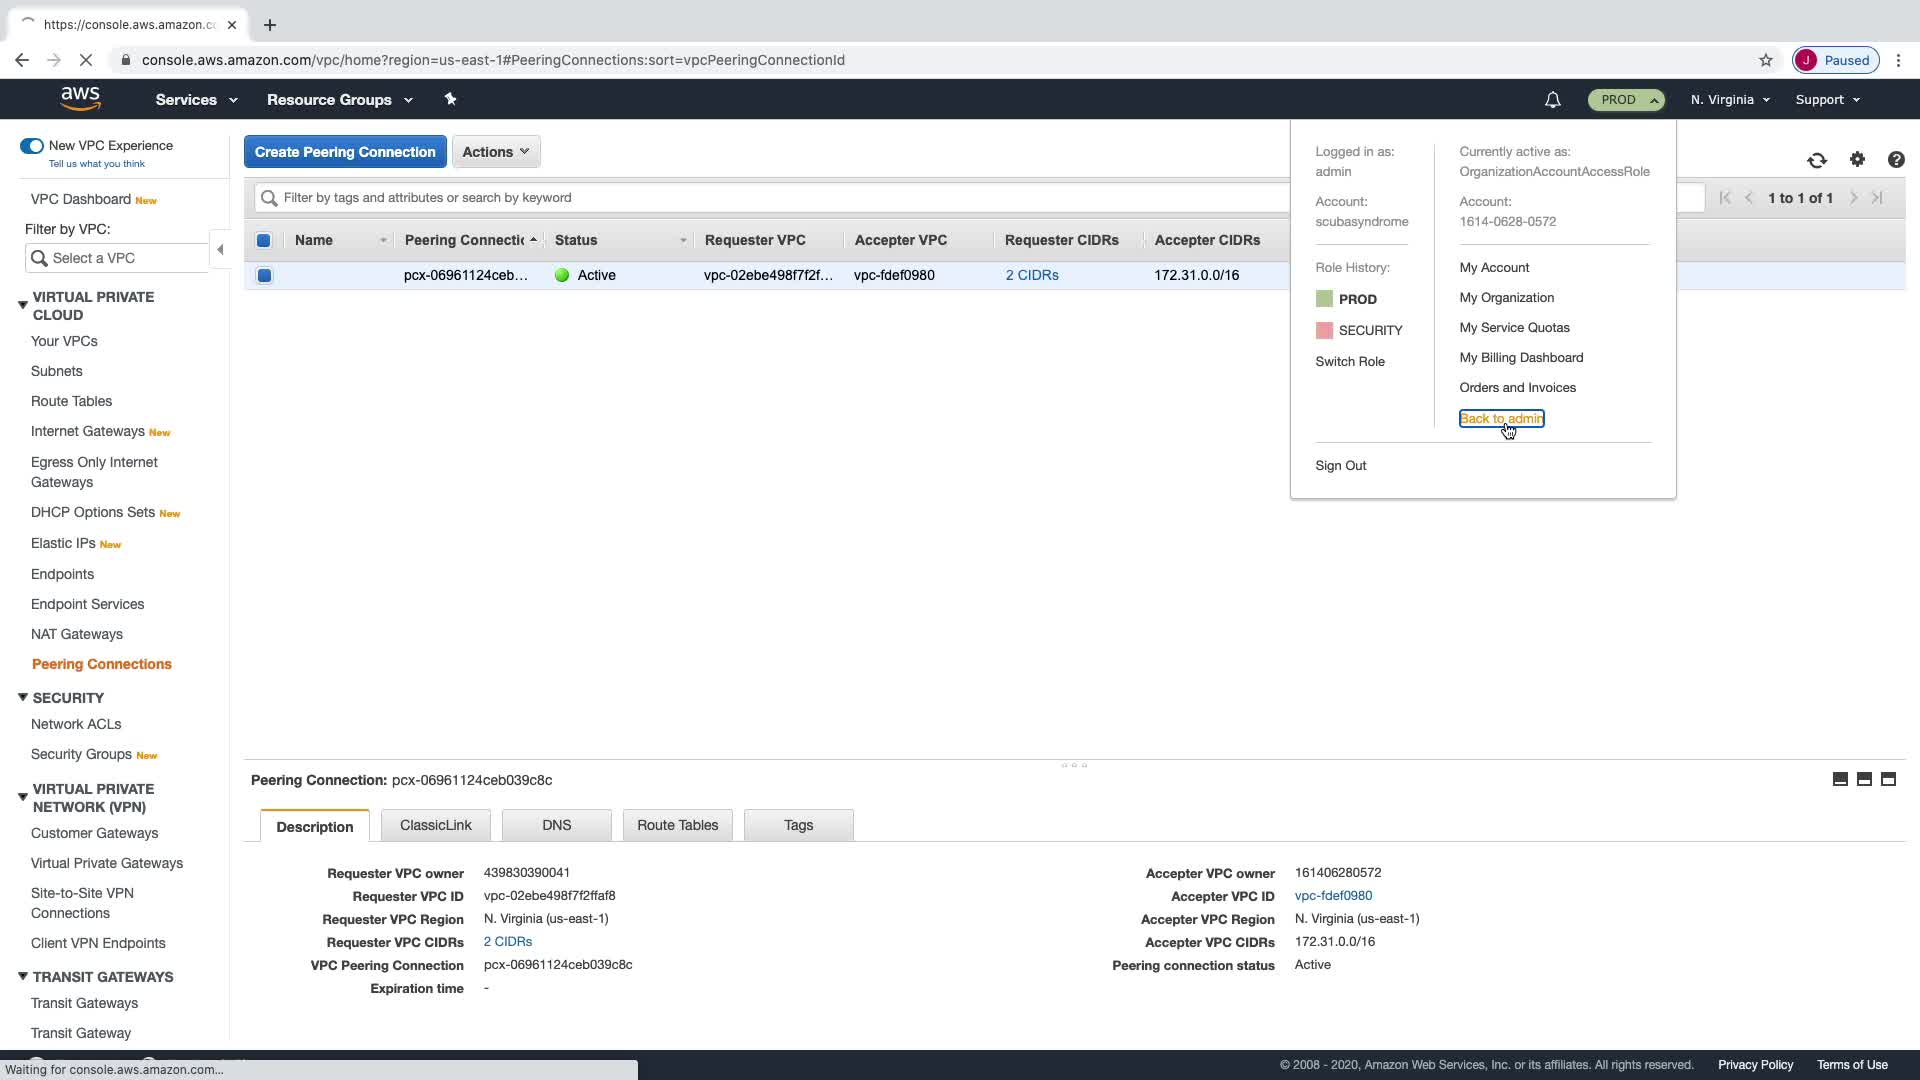 https://console.aws.amazon.co
console.aws.amazon.com/vpc/home?region=us-east-1#PeeringConnections:sort=vpcPeeringConnectionId
J Paused
aws Services Resource Groups PROD N. Virginia Support
New VPC Experience
Tell us what you think
VPC Dashboard New
Filter by VPC:
Select a VPC
VIRTUAL PRIVATE
CLOUD
Your VPCs
Subnets
Route Tables
Internet Gateways New
Egress Only Internet
Gateways
DHCP Options Sets New
Elastic IPs New
Endpoints
Endpoint Services
NAT Gateways
Peering Connections
SECURITY
Network ACLs
Security Groups New
VIRTUAL PRIVATE
NETWORK (VPN)
Customer Gateways
Virtual Private Gateways
Site-to-Site VPN
Connections
Client VPN Endpoints
TRANSIT GATEWAYS
Transit Gateways
Transit Gateway
Create Peering Connection Actions
Filter by tags and attributes or search by keyword
1 to 1 of 1
Name Peering Connectic Status Requester VPC Accepter VPC Requester CIDRs Accepter CIDRs
pcx-06961124ceb... Active vpc-02ebe498f7f2f... vpc-fdef0980 2 CIDRs 172.31.0.0/16
Logged in as:
admin
Account:
scubasyndrome
Role History:
PROD
SECURITY
Switch Role
Currently active as:
OrganizationAccountAccessRole
Account:
1614-0628-0572
My Account
My Organization
My Service Quotas
My Billing Dashboard
Orders and Invoices
Back to admin
Sign Out
Peering Connection: pcx-06961124ceb039c8c
Description ClassicLink DNS Route Tables Tags
Requester VPC owner 439830390041
Requester VPC ID vpc-02ebe498f7f2ffaf8
Requester VPC Region N. Virginia (us-east-1)
Requester VPC CIDRs 2 CIDRs
VPC Peering Connection pcx-06961124ceb039c8c
Expiration time -
Accepter VPC owner 161406280572
Accepter VPC ID vpc-fdef0980
Accepter VPC Region N. Virginia (us-east-1)
Accepter VPC CIDRs 172.31.0.0/16
Peering connection status Active
Waiting for console.aws.amazon.com...
© 2008 - 2020, Amazon Web Services, Inc. or its affiliates. All rights reserved. Privacy Policy Terms of Use